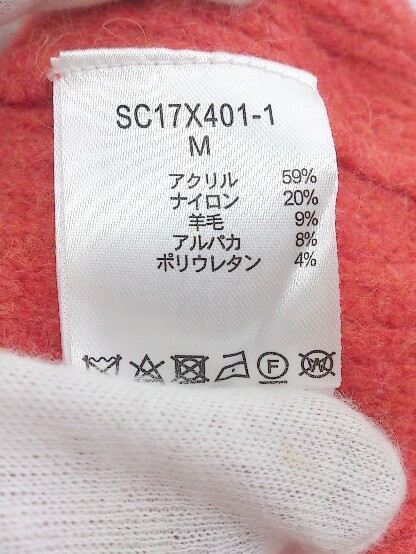 SC17X401-1
M
アクリル 59%
ナイロン 20%
羊毛 9%
アルパカ 8%
ポリウレタン 4%
F W